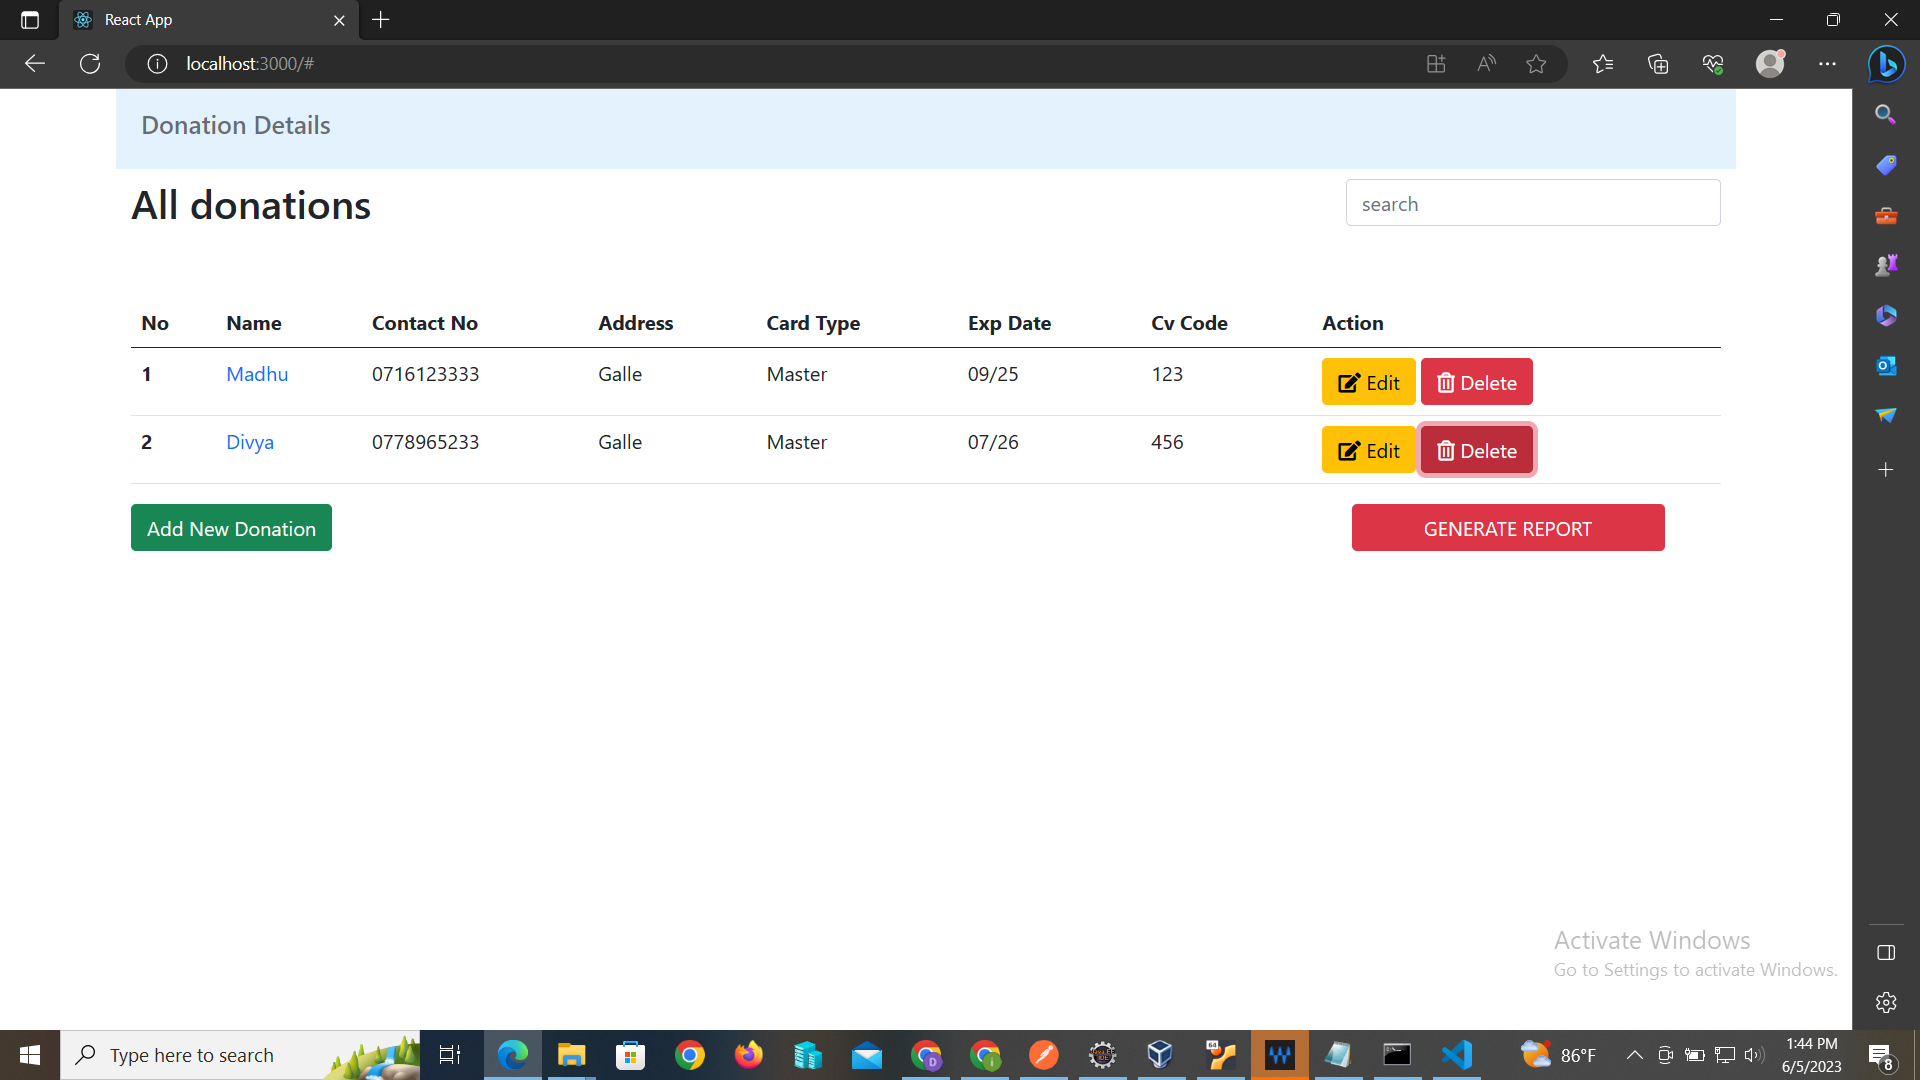 React App
localhost:3000/#
Donation Details
All donations
search
No Name Contact No Address Card Type Exp Date Cv Code Action
1 Madhu 0716123333 Galle Master 09/25 123 Edit Delete
2 Divya 0778965233 Galle Master 07/26 456 Edit Delete
Add New Donation GENERATE REPORT
Activate Windows
Go to Settings to activate Windows.
Type here to search
86°F
1:44 PM
6/5/2023
8